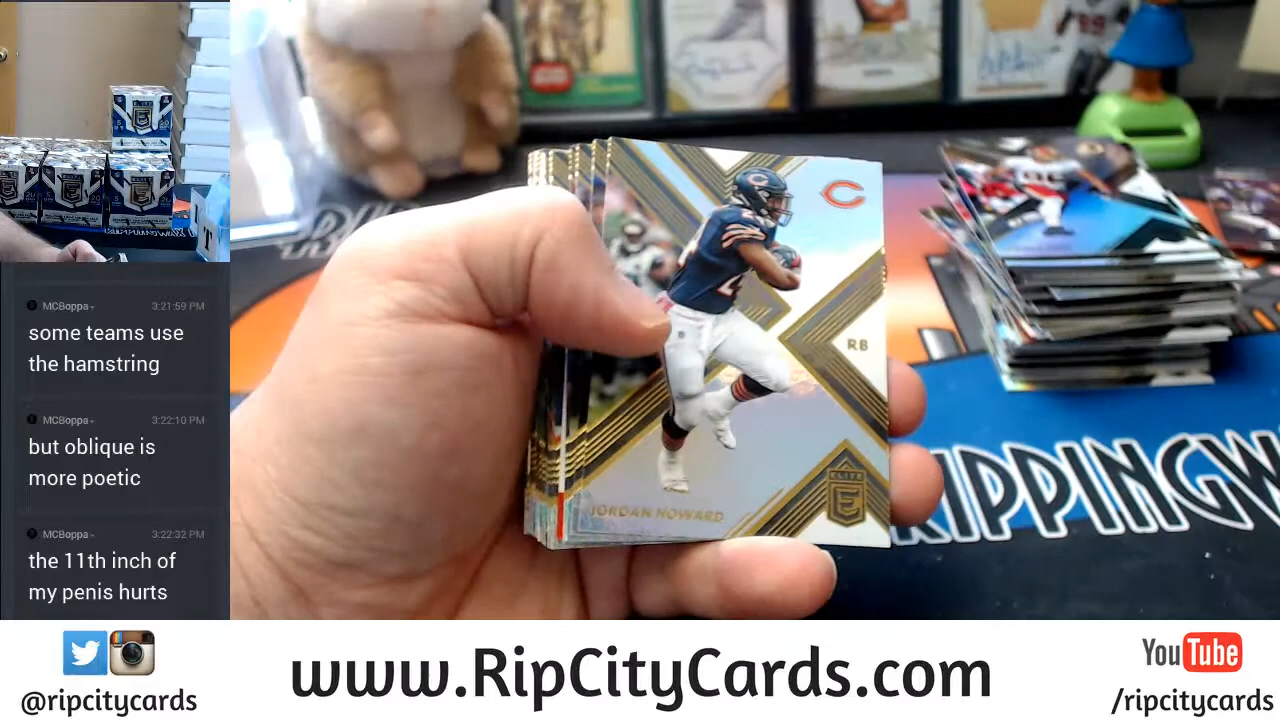 MCBoppa
3:21:59 PM
some teams use
the hamstring
MCBoppa
3:22:10 PM
but oblique is
more poetic
MCBoppa
3:22:32 PM
the 11th inch of
my penis hurts
C
RB
ELITE
E
JORDAN HOWARD
RIPPINGW
@ripcitycards
www.RipCityCards.com
YouTube
/ripcitycards